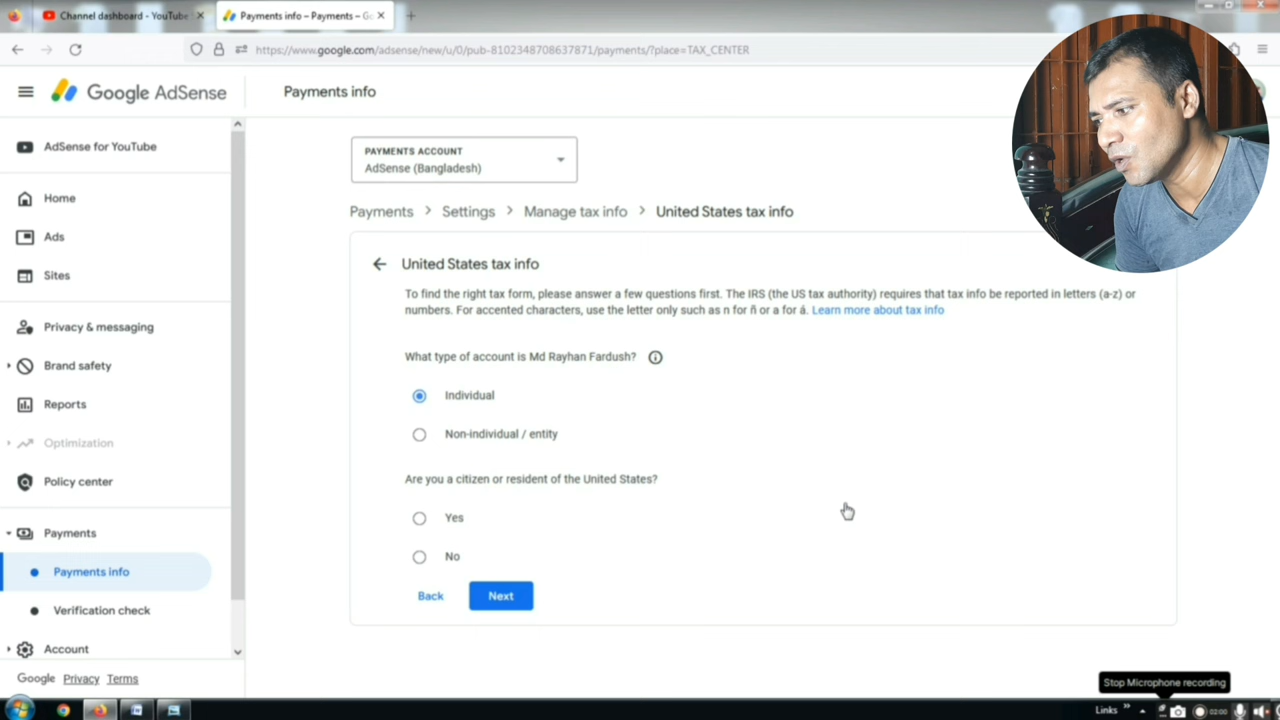 Channel dashboard - YouTube
Payments info – Payments – G
https://www.google.com/adsense/new/u/0/pub-8102348708637871/payments/?place=TAX_CENTER
Google AdSense
Payments info
AdSense for YouTube
Home
Ads
Sites
Privacy & messaging
Brand safety
Reports
Optimization
Policy center
Payments
Payments info
Verification check
Account
Google Privacy Terms
PAYMENTS ACCOUNT
AdSense (Bangladesh)
Payments > Settings > Manage tax info > United States tax info
United States tax info
To find the right tax form, please answer a few questions first. The IRS (the US tax authority) requires that tax info be reported in letters (a-z) or
numbers. For accented characters, use the letter only such as n for ñ or a for á. Learn more about tax info
What type of account is Md Rayhan Fardush?
Individual
Non-individual / entity
Are you a citizen or resident of the United States?
Yes
No
Back Next
Stop Microphone recording
Links » 02:00